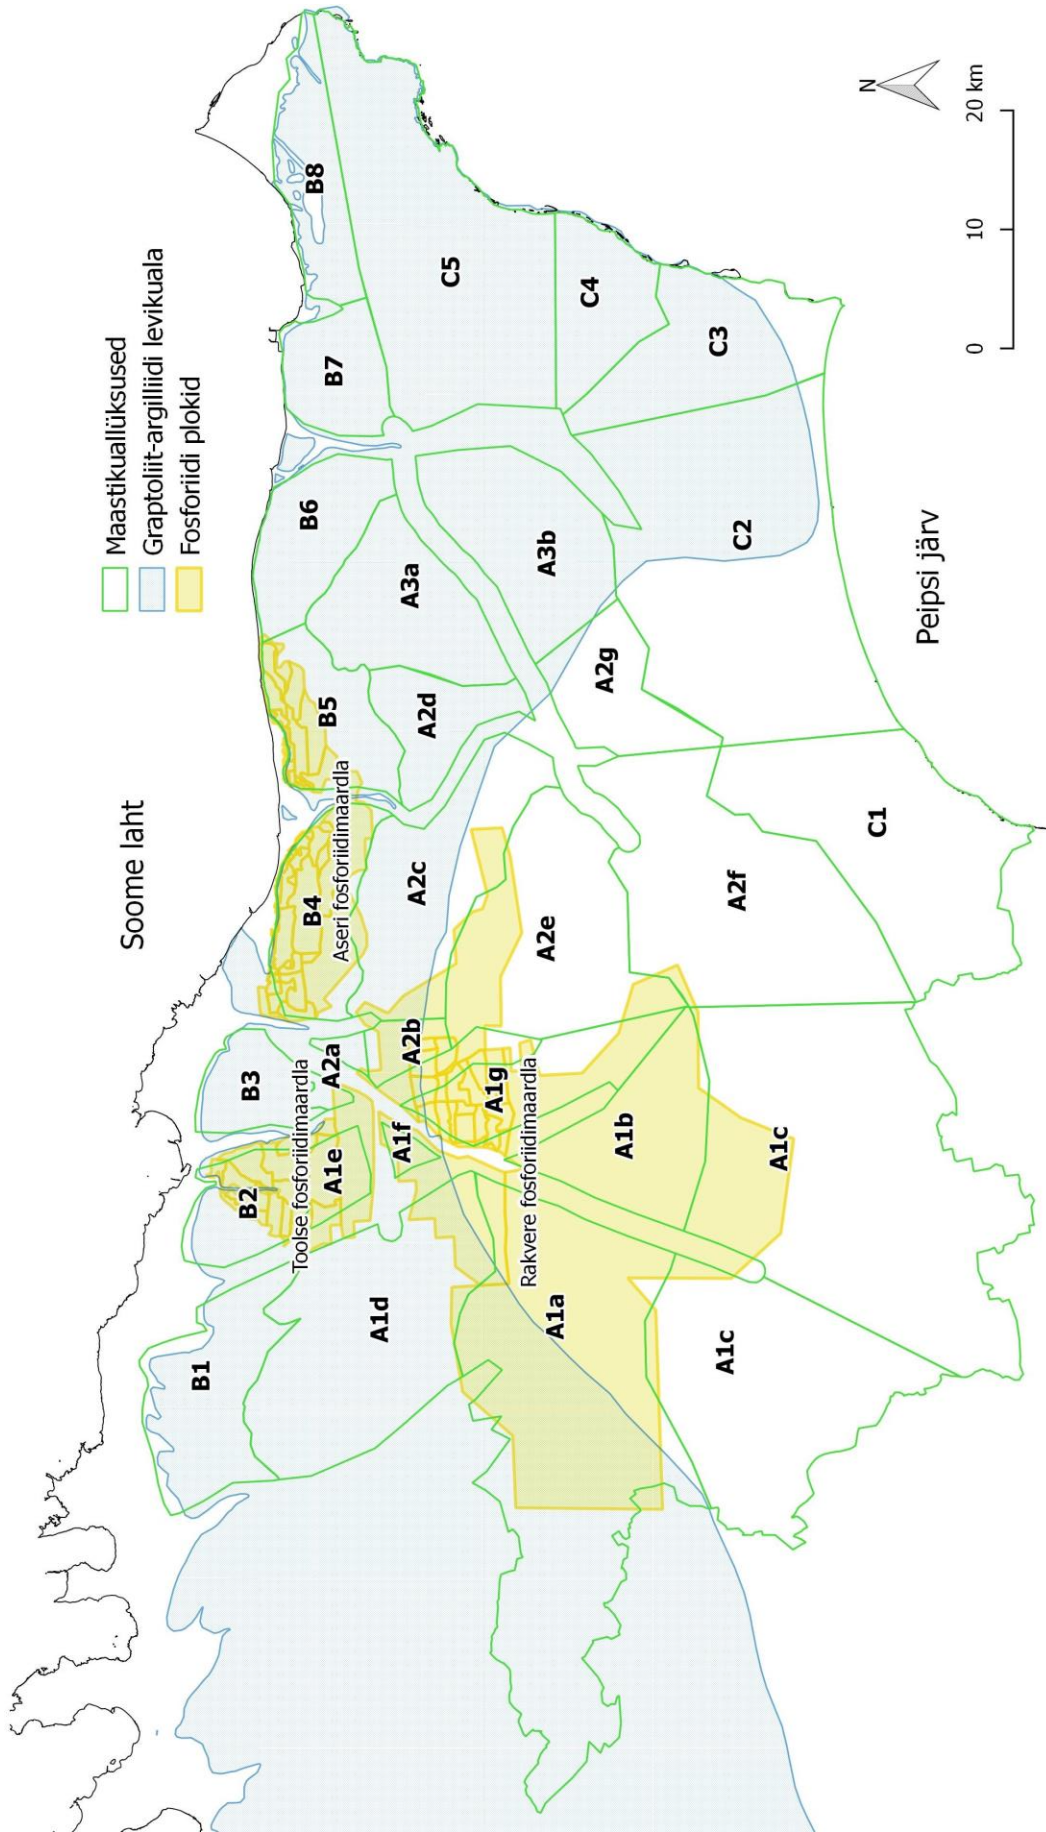 Soome laht
Maastikuallüksused
Graptoliit-argilliidi levikuala
Fosforiidi plokid
B1
B2
B3
B4
B5
B6
B7
B8
Toolse fosforiidimaardla
Aseri fosforiidimaardla
A1d
A1e
A1f
A2a
A2b
A2c
A2d
A3a
A3b
C5
A1a
Rakvere fosforiidimaardla
A1g
A1b
A2e
A2g
C4
C3
A1c
A1c
A2f
C2
C1
Peipsi järv
N
0 10 20 km